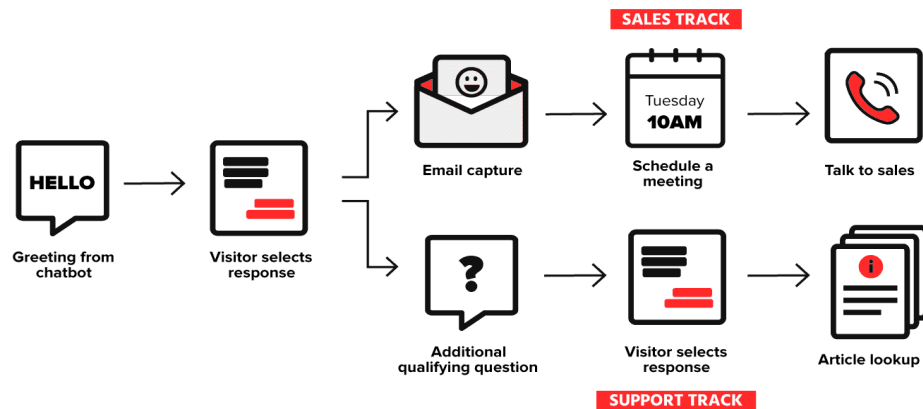 SALES TRACK
Tuesday
10AM
Email capture
Schedule a
meeting
Talk to sales
HELLO
Greeting from
chatbot
Visitor selects
response
?
Additional
qualifying question
Visitor selects
response
i
Article lookup
SUPPORT TRACK